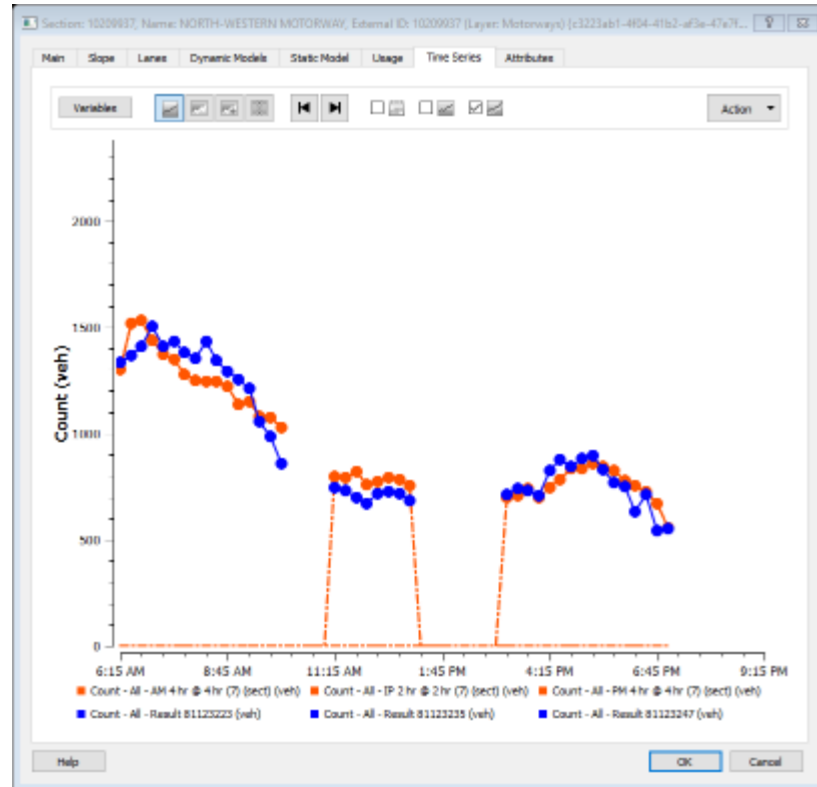 Section: 10209937, Name: NORTH-WESTERN MOTORWAY, External ID: 10209937 (Layer: Motorways)
Main Slope Lanes Dynamic Models Static Model Usage Time Series Attributes
Variables Action
Count (veh)
2000
1500
1000
500
0
6:15 AM 8:45 AM 11:15 AM 1:45 PM 4:15 PM 6:45 PM 9:15 PM
Count - All - AM 4 hr @ 4 hr (7) (sect) (veh) Count - All - IP 2 hr @ 2 hr (7) (sect) (veh) Count - All - PM 4 hr @ 4 hr (7) (sect) (veh)
Count - All - Result 81123223 (veh) Count - All - Result 81123235 (veh) Count - All - Result 81123247 (veh)
Help OK Cancel